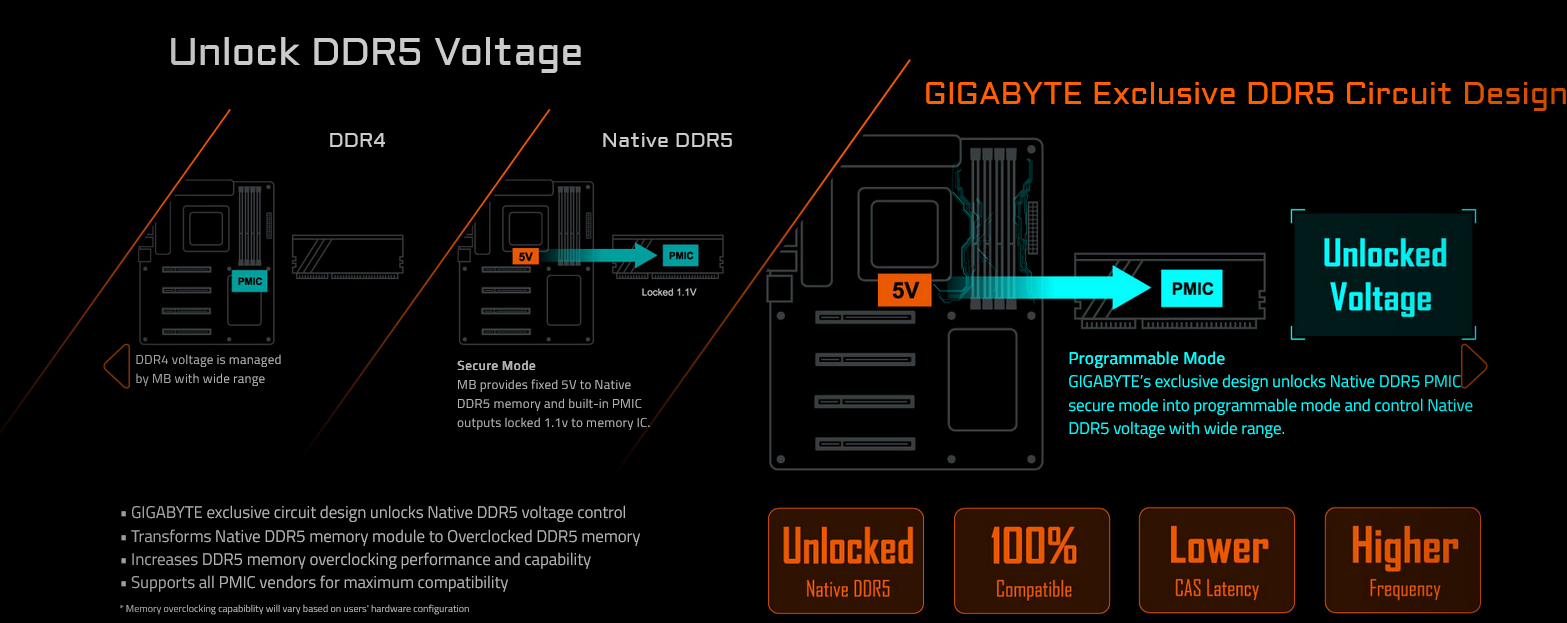 Unlock DDR5 Voltage
GIGABYTE Exclusive DDR5 Circuit Design
DDR4
PMIC
DDR4 voltage is managed
by MB with wide range
Native DDR5
5V
PMIC
Locked 1.1V
Secure Mode
MB provides fixed 5V to Native
DDR5 memory and built-in PMIC
outputs locked 1.1v to memory IC.
5V
PMIC
Unlocked
Voltage
Programmable Mode
GIGABYTE's exclusive design unlocks Native DDR5 PMIC
secure mode into programmable mode and control Native
DDR5 voltage with wide range.
▪ GIGABYTE exclusive circuit design unlocks Native DDR5 voltage control
▪ Transforms Native DDR5 memory module to Overclocked DDR5 memory
▪ Increases DDR5 memory overclocking performance and capability
▪ Supports all PMIC vendors for maximum compatibility
* Memory overclocking capabiblity will vary based on users' hardware configuration
Unlocked
Native DDR5
100%
Compatible
Lower
CAS Latency
Higher
Frequency